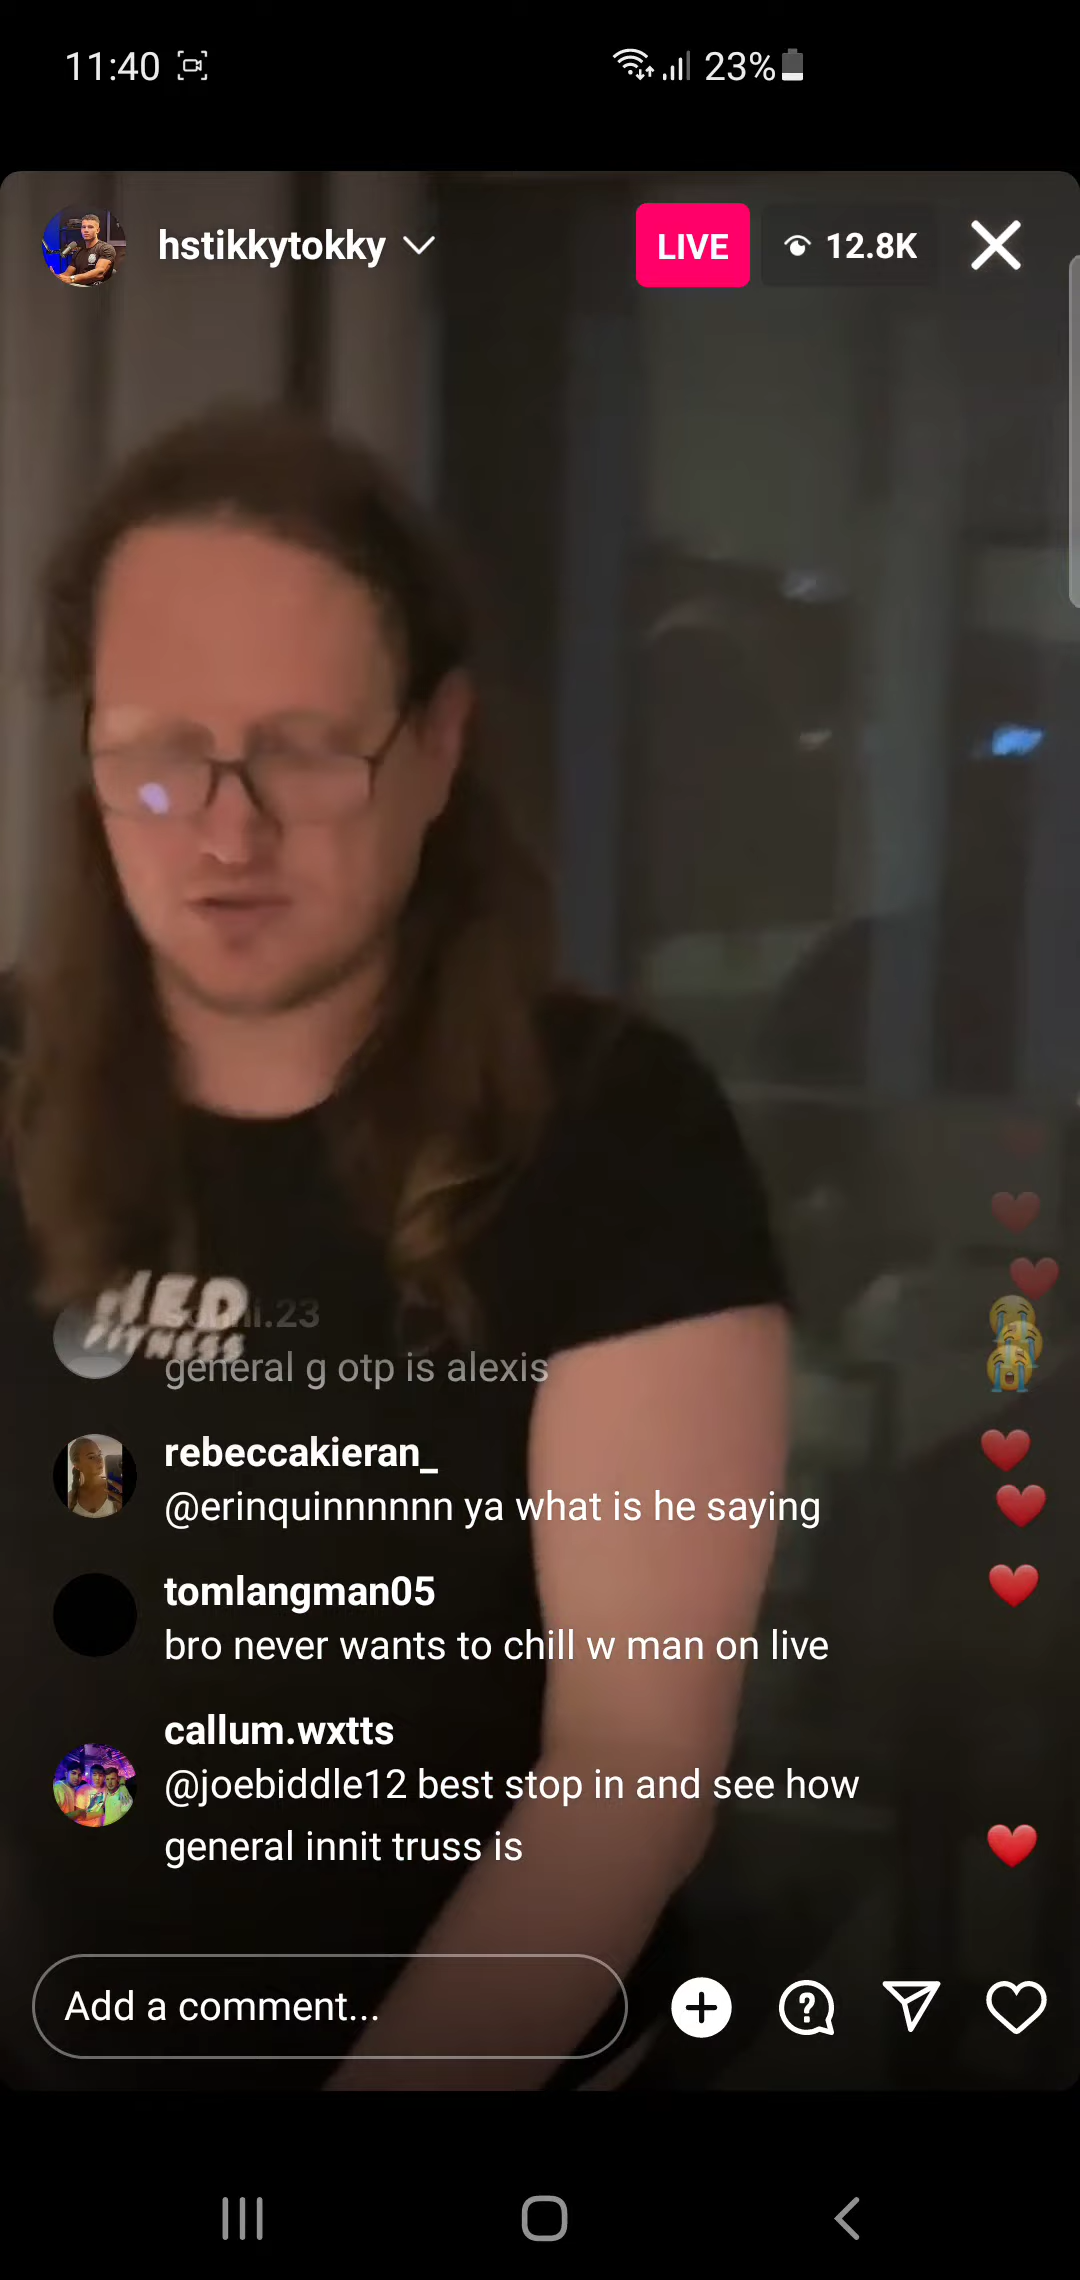 11:40
23%
hstikkytokky
LIVE
12.8K
FITNESS
general g otp is alexis
rebeccakieran_
@erinquinnnnnn ya what is he saying
tomlangman05
bro never wants to chill w man on live
callum.wxtts
@joebiddle12 best stop in and see how
general innit truss is
Add a comment...